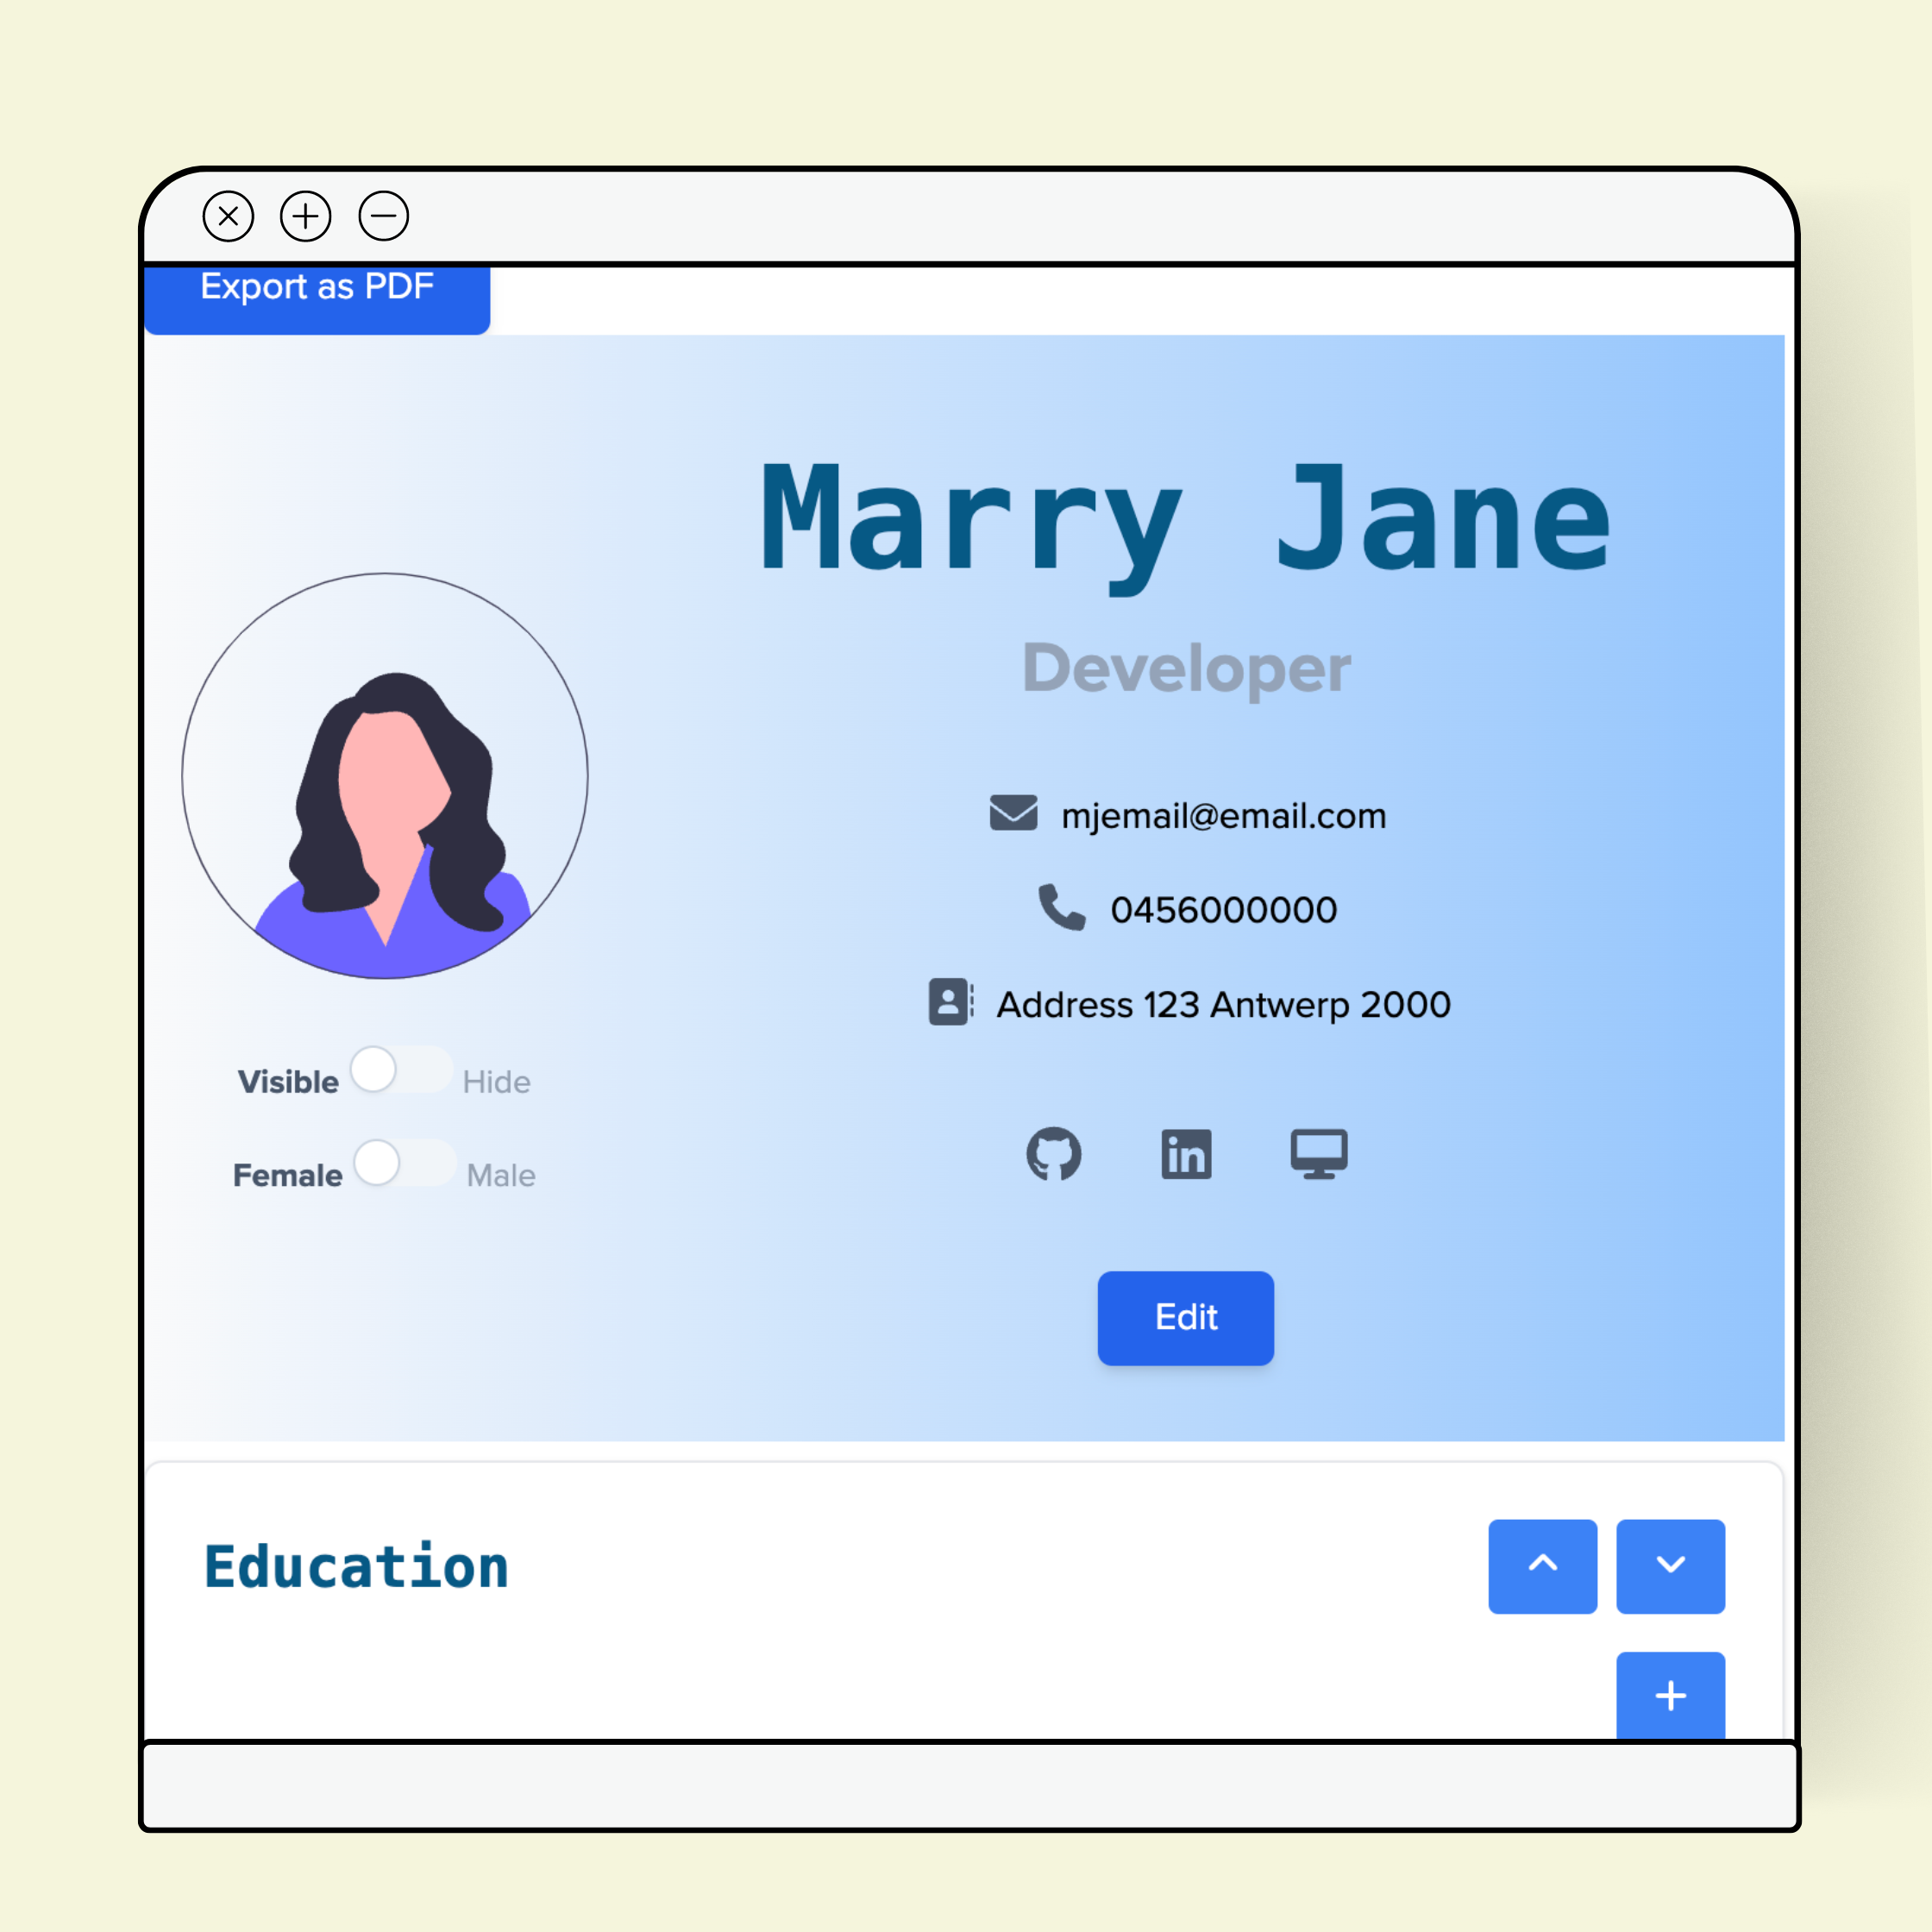 Export as PDF
Marry Jane
Developer
mjemail@email.com
0456000000
Address 123 Antwerp 2000
Visible Hide
Female Male
in
Edit
Education